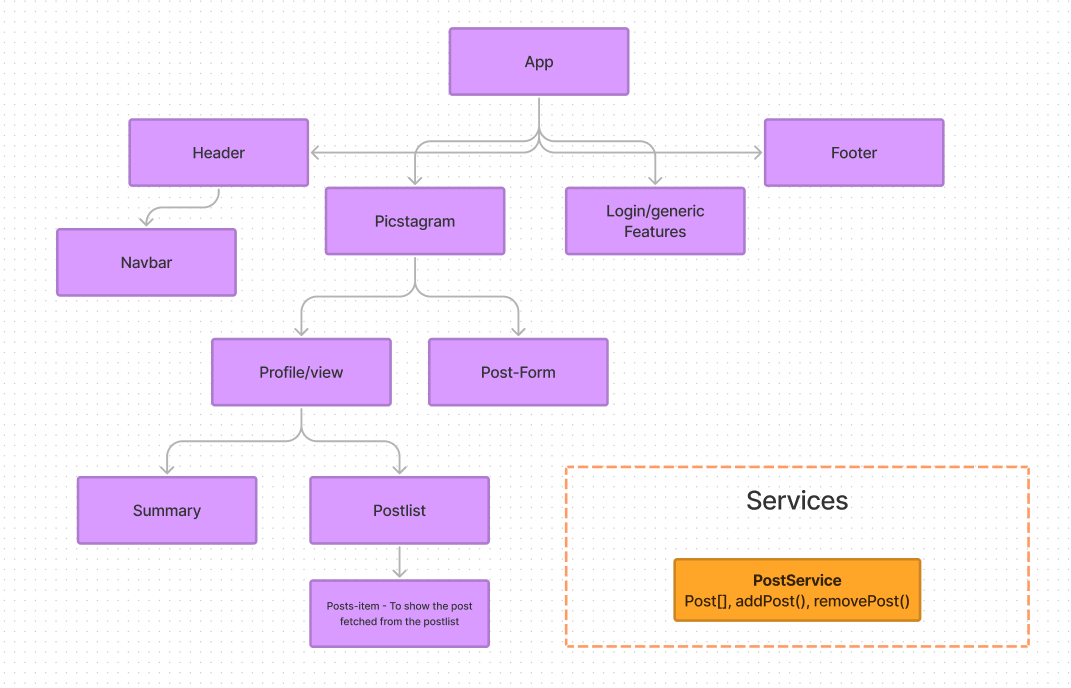 App
Header
Footer
Picstagram
Login/generic
Features
Navbar
Profile/view
Post-Form
Summary
Postlist
Services
PostService
Post[], addPost(), removePost()
Posts-item - To show the post
fetched from the postlist